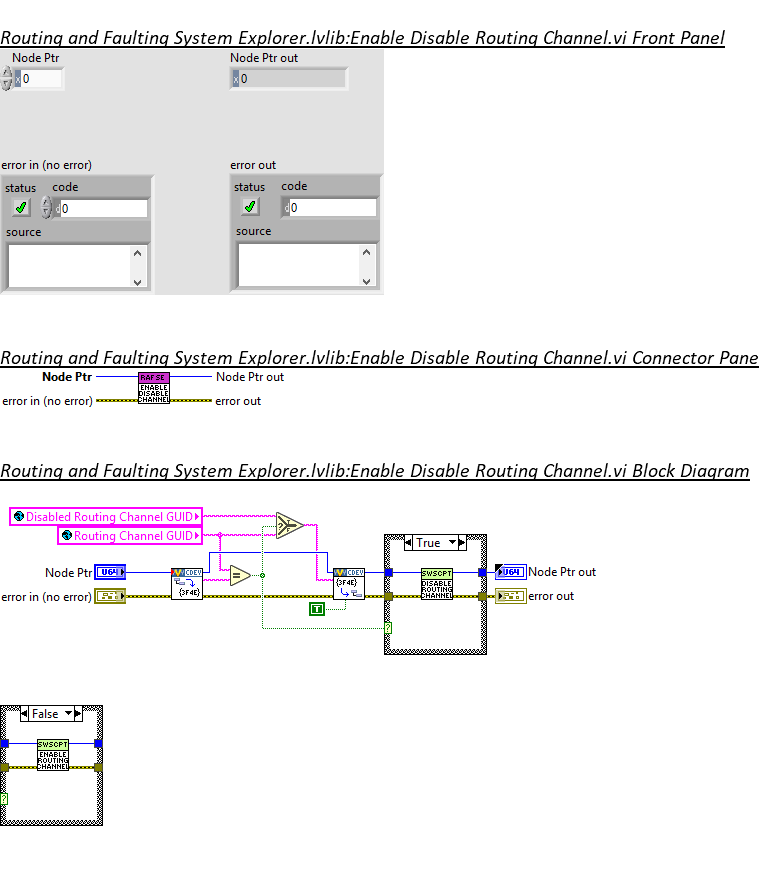 Routing and Faulting System Explorer.lvlib:Enable Disable Routing Channel.vi Front Panel
Node Ptr Node Ptr out
x 0 x 0
error in (no error) error out
status code status code
d 0 d 0
source source
Routing and Faulting System Explorer.lvlib:Enable Disable Routing Channel.vi Connector Pane
Node Ptr RAFSE Node Ptr out
ENABLE
DISABLE
error in (no error) CHANNEL error out
Routing and Faulting System Explorer.lvlib:Enable Disable Routing Channel.vi Block Diagram
Disabled Routing Channel GUID
?
Routing Channel GUID
True
Node Ptr U64 CDEV = CDEV SWSCPT U64 Node Ptr out
{3F4E} DISABLE
ROUTING
error in (no error) {3F4E} CHANNEL error out
T
?
False
SWSCPT
ENABLE
ROUTING
CHANNEL
?